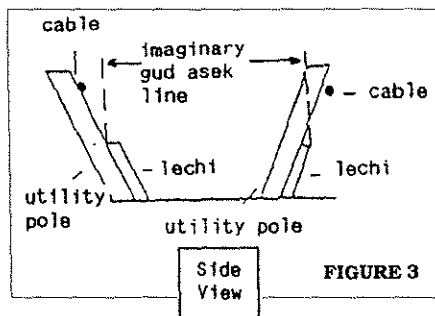 cable
imaginary
gud asek
line
— cable
— lechi
— lechi
utility
pole
utility pole
Side
View
FIGURE 3